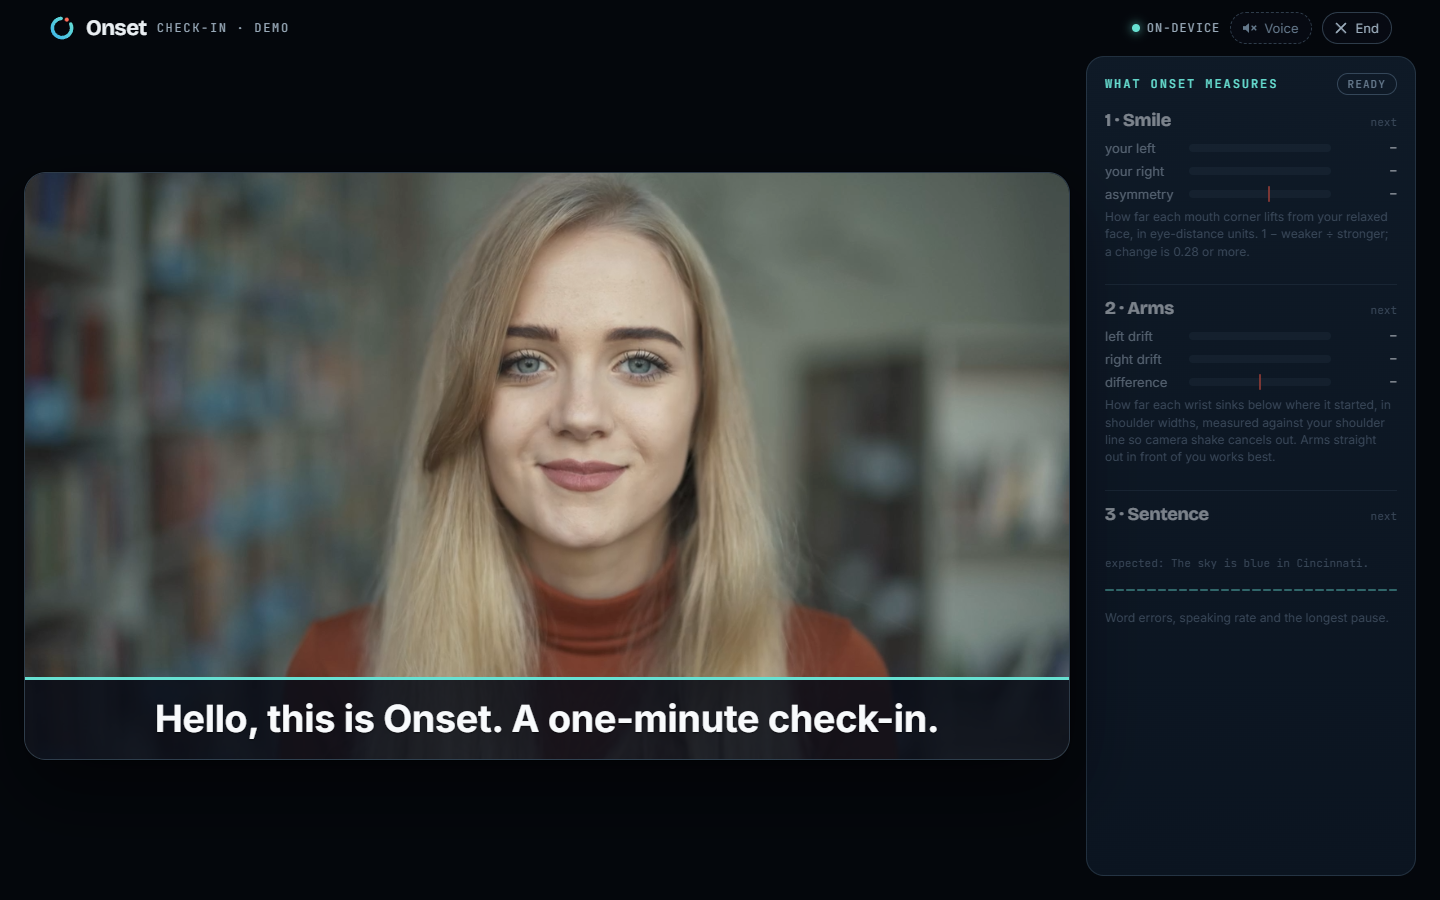 Onset CHECK-IN · DEMO
ON-DEVICE
Voice
End
WHAT ONSET MEASURES
READY
1 · Smile
next
your left –
your right –
asymmetry –
How far each mouth corner lifts from your relaxed
face, in eye-distance units. 1 − weaker ÷ stronger;
a change is 0.28 or more.
2 · Arms
next
left drift –
right drift –
difference –
How far each wrist sinks below where it started, in
shoulder widths, measured against your shoulder
line so camera shake cancels out. Arms straight
out in front of you works best.
3 · Sentence
next
expected: The sky is blue in Cincinnati.
Word errors, speaking rate and the longest pause.
Hello, this is Onset. A one-minute check-in.